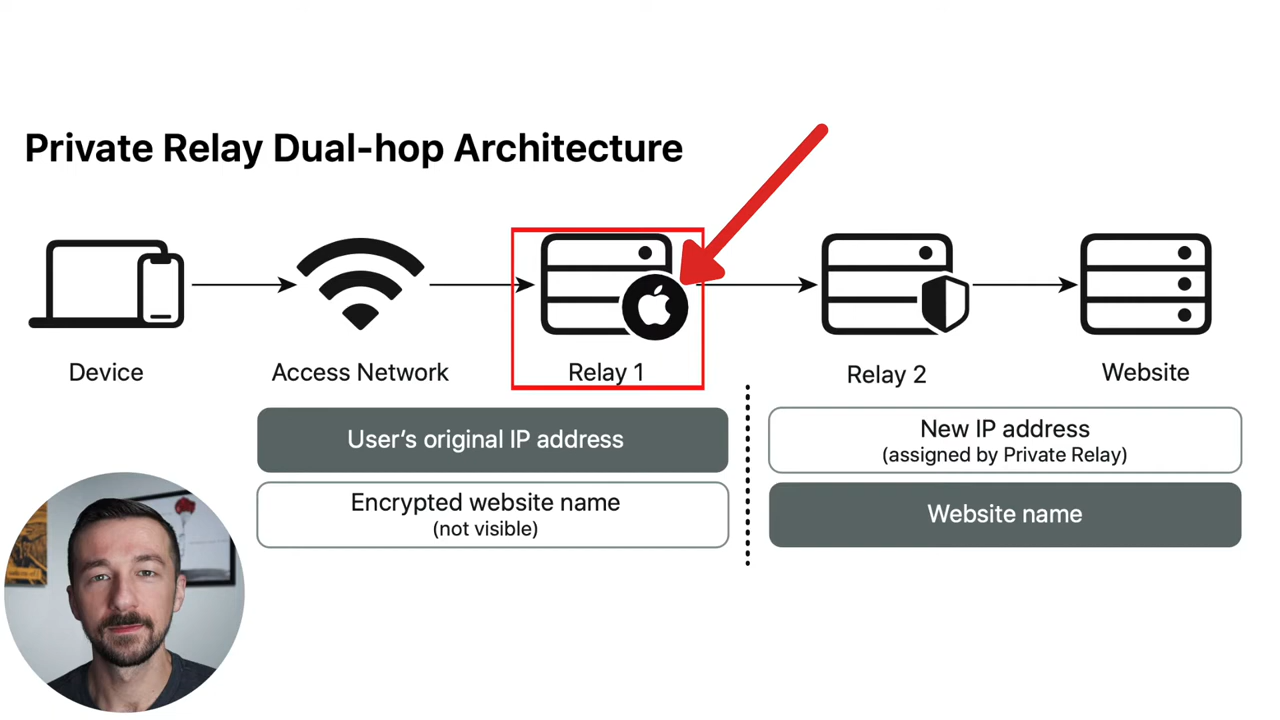 Private Relay Dual-hop Architecture
Device
Access Network
Relay 1
Relay 2
Website
User's original IP address
Encrypted website name
(not visible)
New IP address
(assigned by Private Relay)
Website name